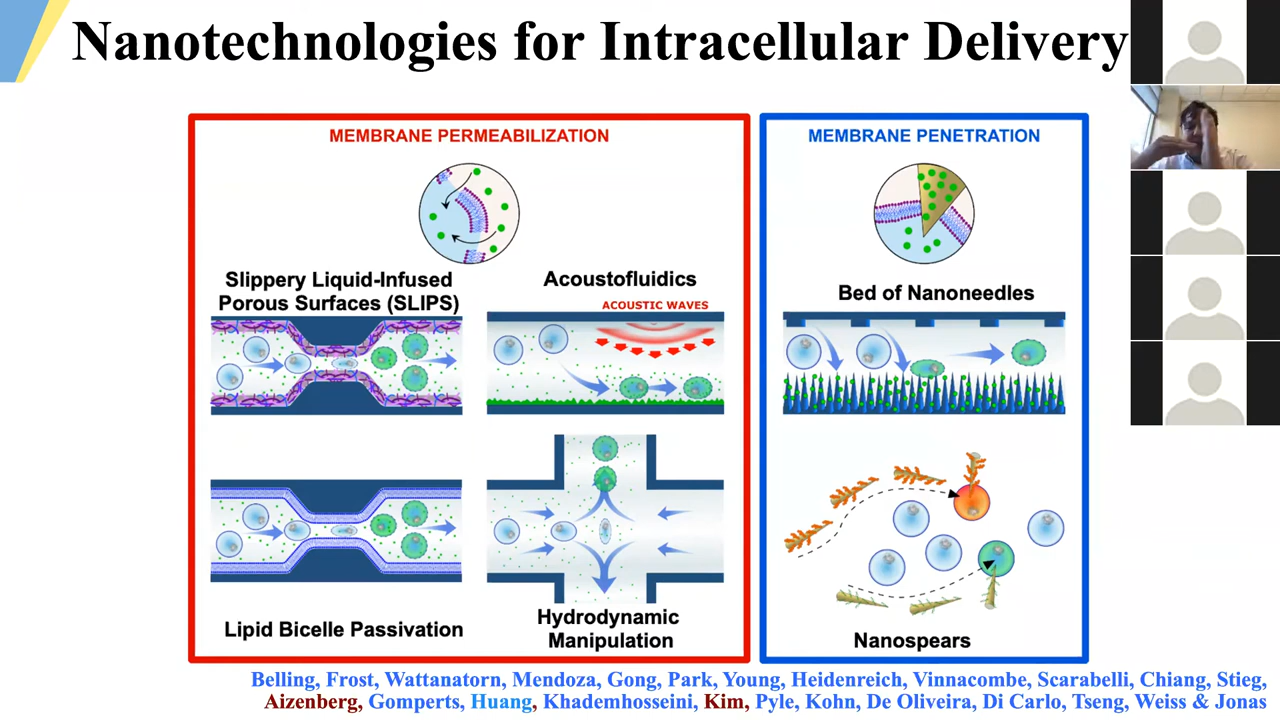 Nanotechnologies for Intracellular Delivery
MEMBRANE PERMEABILIZATION
Slippery Liquid-Infused
Porous Surfaces (SLIPS)
Acoustofluidics
ACOUSTIC WAVES
Lipid Bicelle Passivation
Hydrodynamic
Manipulation
MEMBRANE PENETRATION
Bed of Nanoneedles
Nanospears
Belling, Frost, Wattanatorn, Mendoza, Gong, Park, Young, Heidenreich, Vinnacombe, Scarabelli, Chiang, Stieg,
Aizenberg, Gomperts, Huang, Khademhosseini, Kim, Pyle, Kohn, De Oliveira, Di Carlo, Tseng, Weiss & Jonas